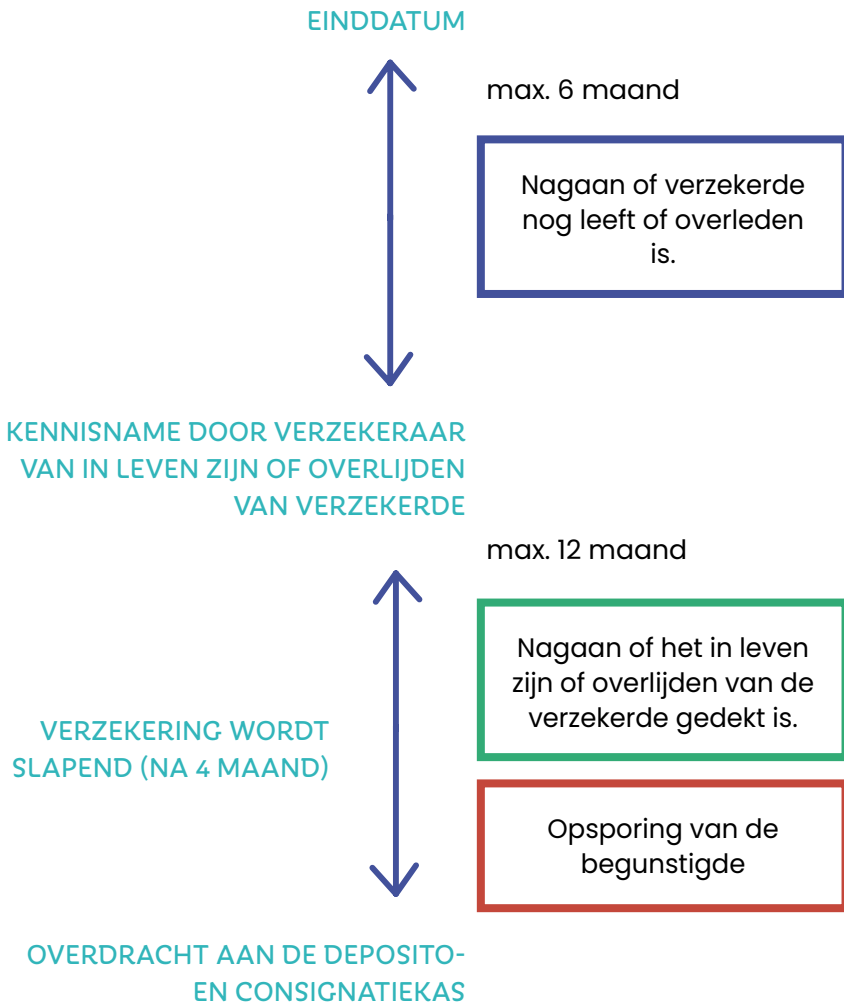 EINDDATUM
max. 6 maand
Nagaan of verzekerde
nog leeft of overleden
is.
KENNISNAME DOOR VERZEKERAAR
VAN IN LEVEN ZIJN OF OVERLIJDEN
VAN VERZEKERDE
max. 12 maand
Nagaan of het in leven
zijn of overlijden van de
verzekerde gedekt is.
VERZEKERING WORDT
SLAPEND (NA 4 MAAND)
Opsporing van de
begunstigde
OVERDRACHT AAN DE DEPOSITO-
EN CONSIGNATIEKAS